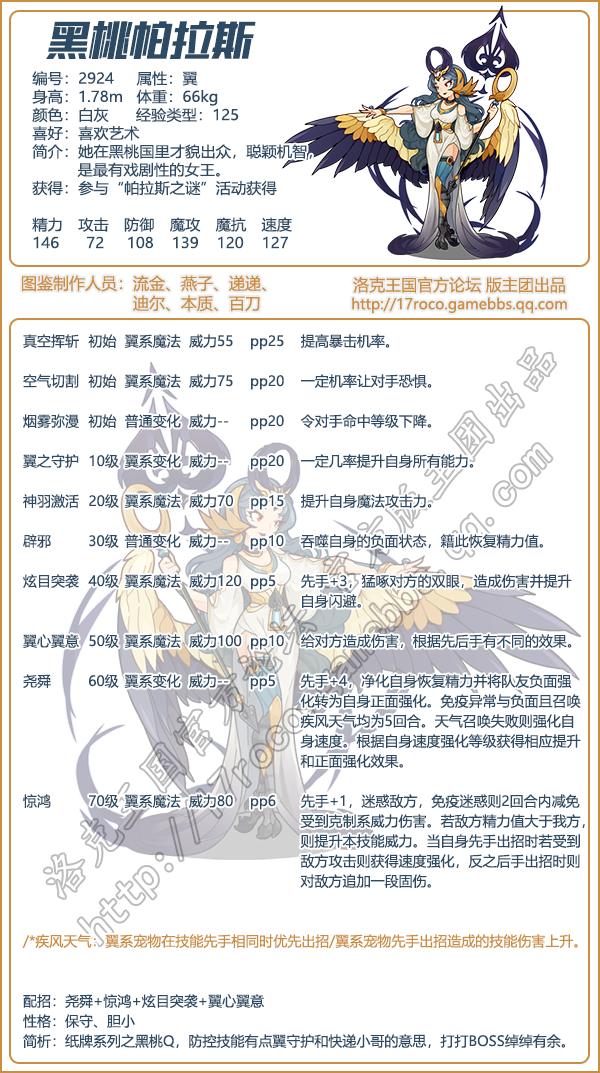 黑桃帕拉斯
编号：2924 属性：翼
身高：1.78m 体重：66kg
颜色：白灰 经验类型：125
喜好：喜欢艺术
简介：她在黑桃国里才貌出众，聪颖机智，
是最有戏剧性的女王。
获得：参与“帕拉斯之谜”活动获得
精力 攻击 防御 魔攻 魔抗 速度
146 72 108 139 120 127
图鉴制作人员：流金、燕子、递递、
迪尔、本质、百刀
洛克王国官方论坛 版主团出品
http://17roco.gamebbs.qq.com
真空挥斩 初始 翼系魔法 威力55 pp25 提高暴击机率。
空气切割 初始 翼系魔法 威力75 pp20 一定机率让对手恐惧。
烟雾弥漫 初始 普通变化 威力-- pp20 令对手命中等级下降。
翼之守护 10级 翼系变化 威力-- pp20 一定几率提升自身所有能力。
神羽激活 20级 翼系魔法 威力70 pp15 提升自身魔法攻击力。
辟邪 30级 普通变化 威力-- pp10 吞噬自身的负面状态，籍此恢复精力值。
炫目突袭 40级 翼系魔法 威力120 pp5 先手+3，猛啄对方的双眼，造成伤害并提升
自身闪避。
翼心翼意 50级 翼系魔法 威力100 pp10 给对方造成伤害，根据先后手有不同的效果。
尧舜 60级 翼系变化 威力-- pp5 先手+4，净化自身恢复精力并将队友负面强
化转为自身正面强化。免疫异常与负面且召唤
疾风天气均为5回合。天气召唤失败则强化自
身速度。根据自身速度强化等级获得相应提升
和正面强化效果。
惊鸿 70级 翼系魔法 威力80 pp6 先手+1，迷惑敌方，免疫迷惑则2回合内减免
受到克制系威力伤害。若敌方精力值大于我方，
则提升本技能威力。当自身先手出招时若受到
敌方攻击则获得速度强化，反之后手出招时则
对敌方追加一段固伤。
洛克王国官方论坛版主团出品
http://17roco.gamebbs.qq.com
/*疾风天气：翼系宠物在技能先手相同时优先出招/翼系宠物先手出招造成的技能伤害上升。
配招：尧舜+惊鸿+炫目突袭+翼心翼意
性格：保守、胆小
简析：纸牌系列之黑桃Q，防控技能有点翼守护和快递小哥的意思，打打BOSS绰绰有余。